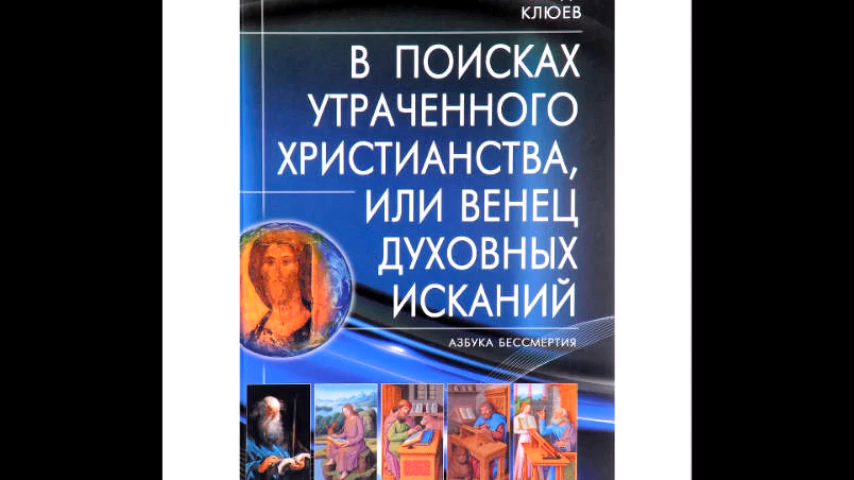 КЛЮЕВ
В ПОИСКАХ
УТРАЧЕННОГО
ХРИСТИАНСТВА,
ИЛИ ВЕНЕЦ
ДУХОВНЫХ
ИСКАНИЙ
АЗБУКА БЕССМЕРТИЯ